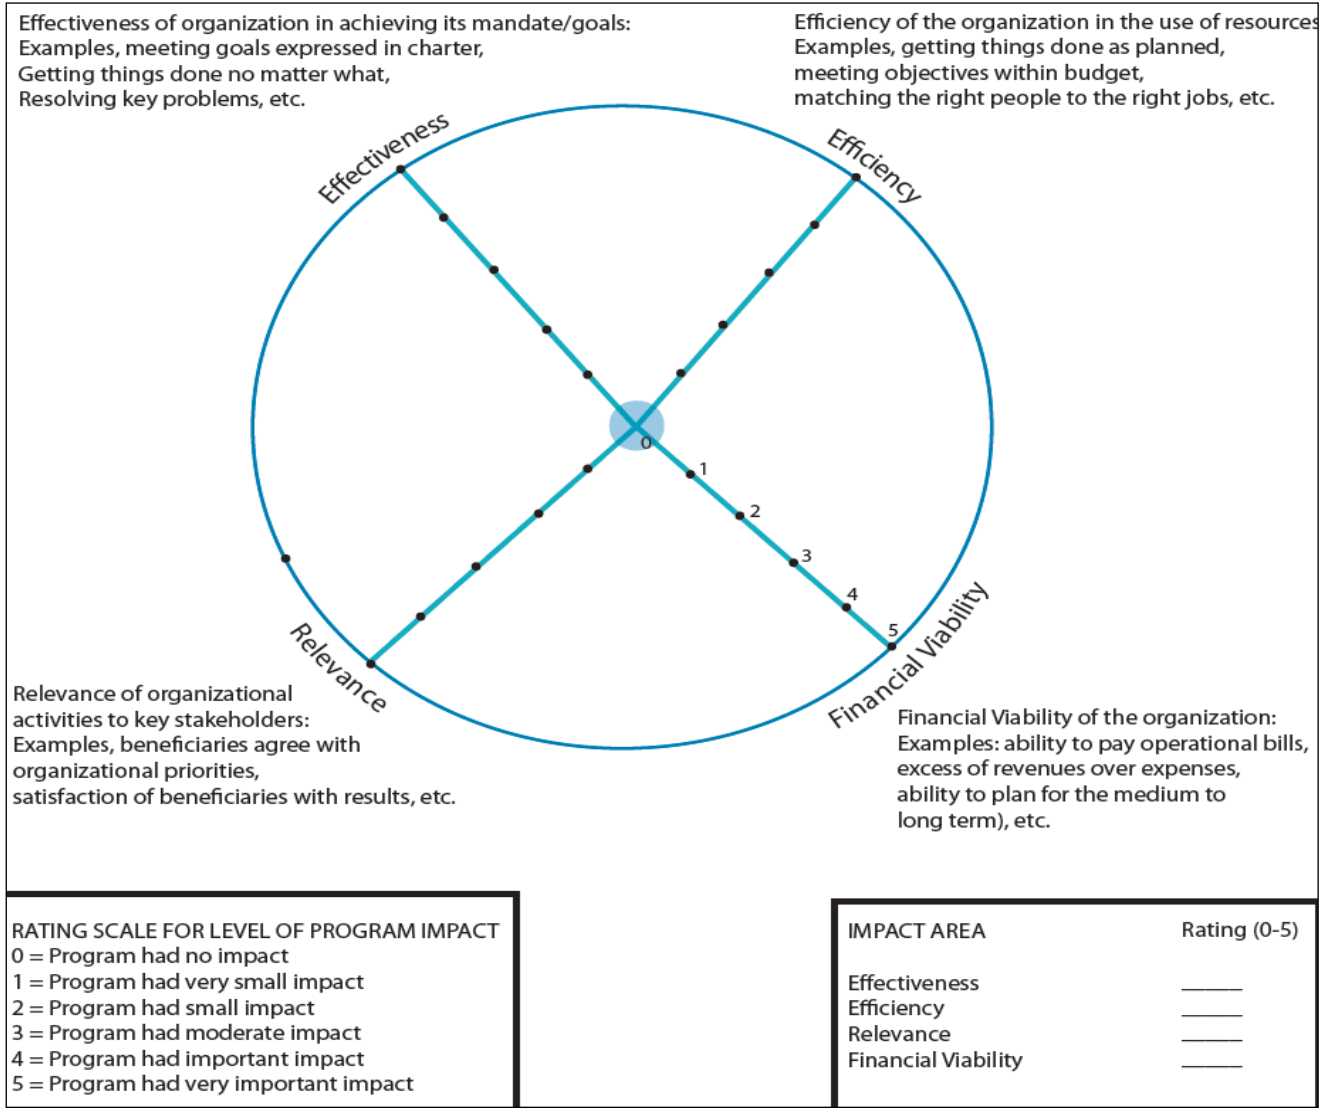 Effectiveness of organization in achieving its mandate/goals:
Examples, meeting goals expressed in charter,
Getting things done no matter what,
Resolving key problems, etc.
Efficiency of the organization in the use of resources
Examples, getting things done as planned,
meeting objectives within budget,
matching the right people to the right jobs, etc.
Effectiveness
Efficiency
0
1
2
3
4
5
Relevance
Financial Viability
Relevance of organizational
activities to key stakeholders:
Examples, beneficiaries agree with
organizational priorities,
satisfaction of beneficiaries with results, etc.
Financial Viability of the organization:
Examples: ability to pay operational bills,
excess of revenues over expenses,
ability to plan for the medium to
long term), etc.
RATING SCALE FOR LEVEL OF PROGRAM IMPACT
0 = Program had no impact
1 = Program had very small impact
2 = Program had small impact
3 = Program had moderate impact
4 = Program had important impact
5 = Program had very important impact
IMPACT AREA Rating (0-5)
Effectiveness _____
Efficiency _____
Relevance _____
Financial Viability _____